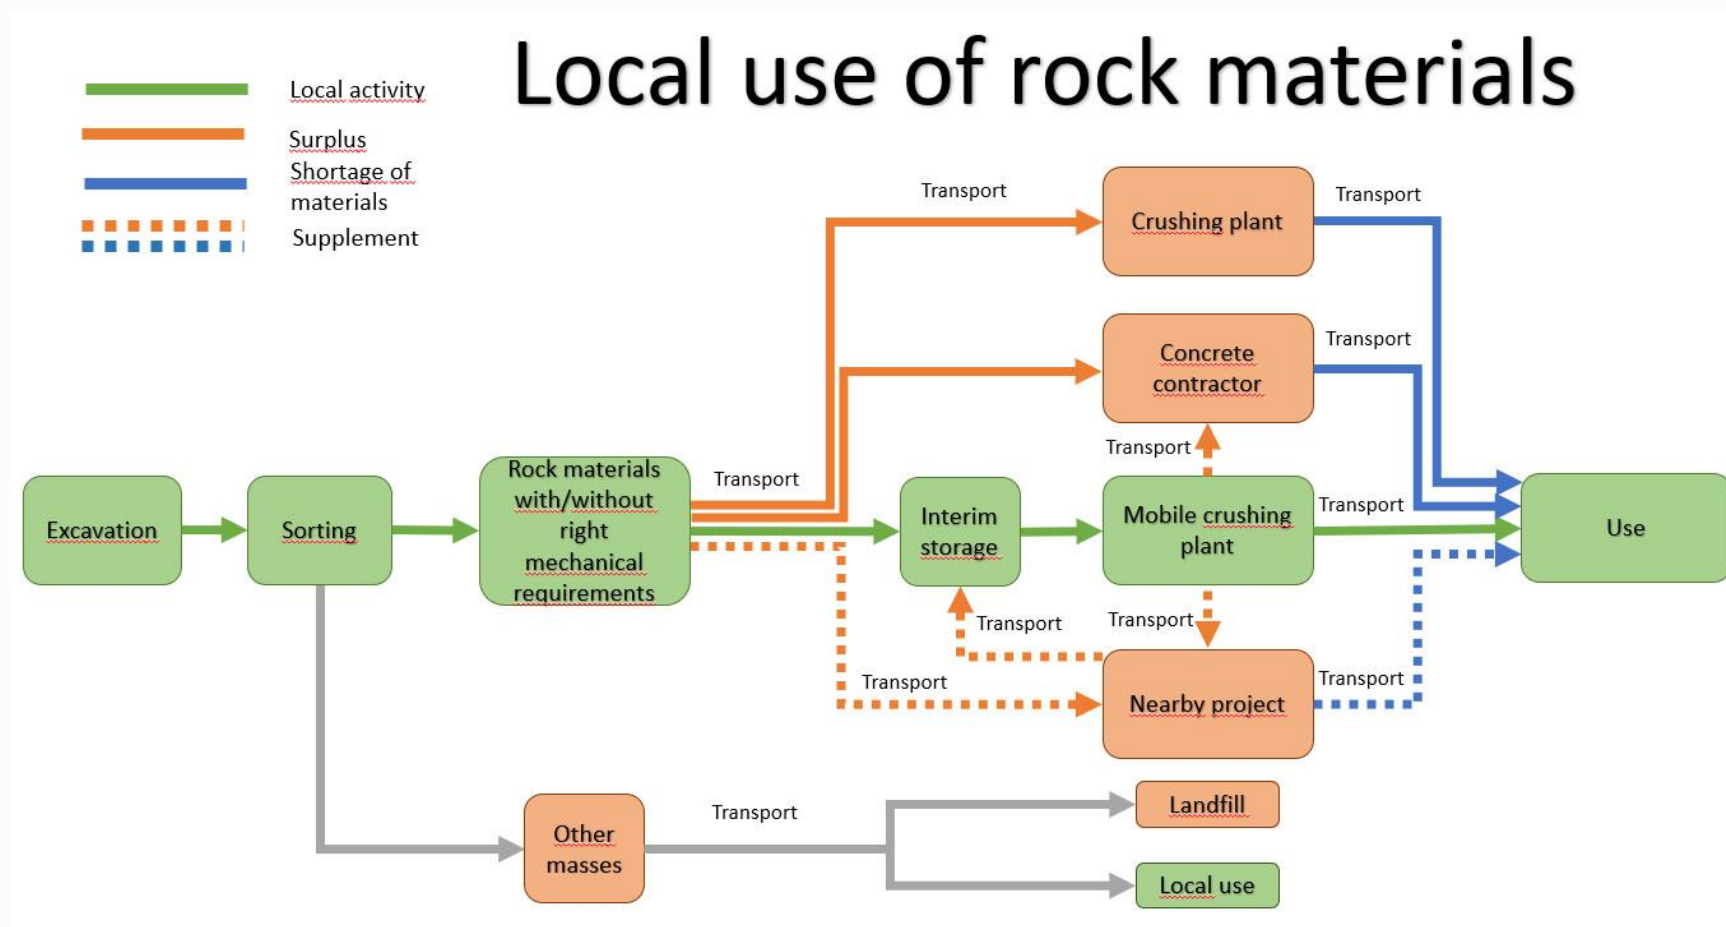 Local use of rock materials
Local activity
Surplus
Shortage of
materials
Supplement
Transport
Crushing plant
Transport
Concrete
contractor
Transport
Transport
Excavation
Sorting
Rock materials
with/without
right
mechanical
requirements
Transport
Interim
storage
Mobile crushing
plant
Transport
Use
Transport
Transport
Transport
Nearby project
Transport
Other
masses
Transport
Landfill
Local use